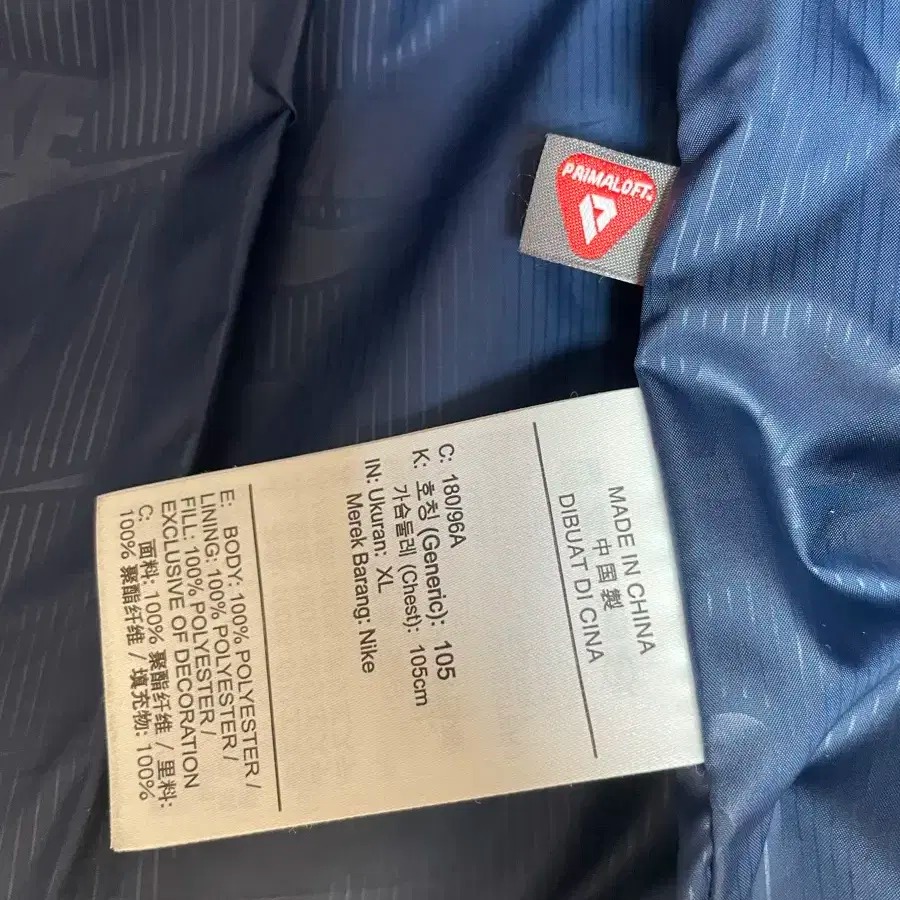 PRIMALOFT
MADE IN CHINA
中国製
DIBUAT DI CINA
C: 180/96A
K: 호칭 (Generic): 105
가슴둘레 (Chest): 105cm
IN: Ukuran: XL
Merek Barang: Nike
E: BODY: 100% POLYESTER /
LINING: 100% POLYESTER /
FILL: 100% POLYESTER /
EXCLUSIVE OF DECORATION
C: 面料: 100% 聚酯纤维 / 里料:
100% 聚酯纤维 / 填充物: 100%